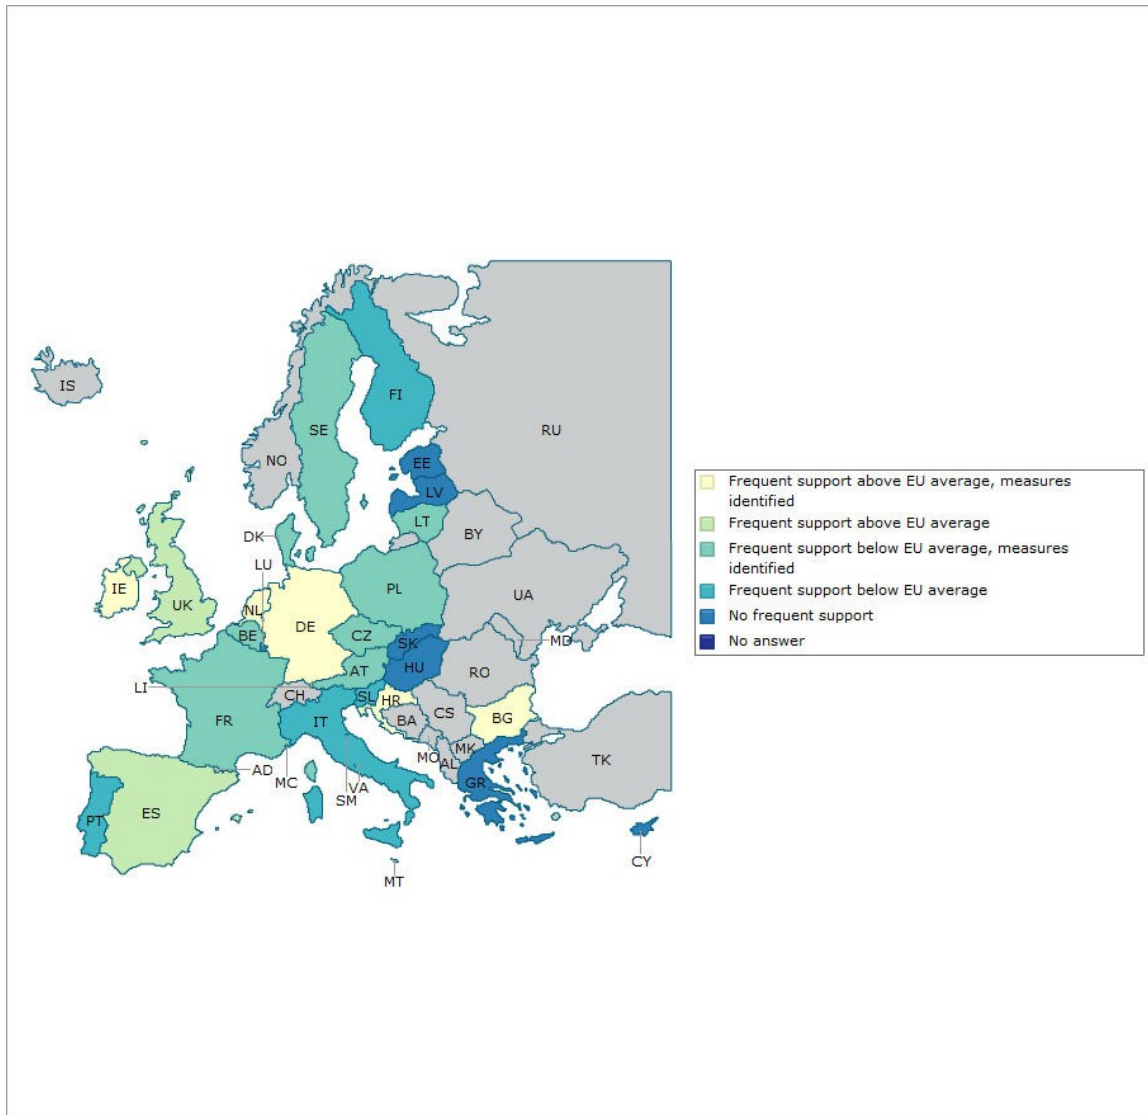 IS
FI
SE
RU
NO
EE
LV
LT
DK
BY
LU
IE
UK
NL
PL
UA
DE
BE
CZ
SK
MD
HU
AT
RO
LI
CH
SL
HR
FR
IT
BA
CS
BG
MO
MK
AL
TK
AD
MC
SM
VA
GR
ES
PT
CY
MT
Frequent support above EU average, measures
identified
Frequent support above EU average
Frequent support below EU average, measures
identified
Frequent support below EU average
No frequent support
No answer